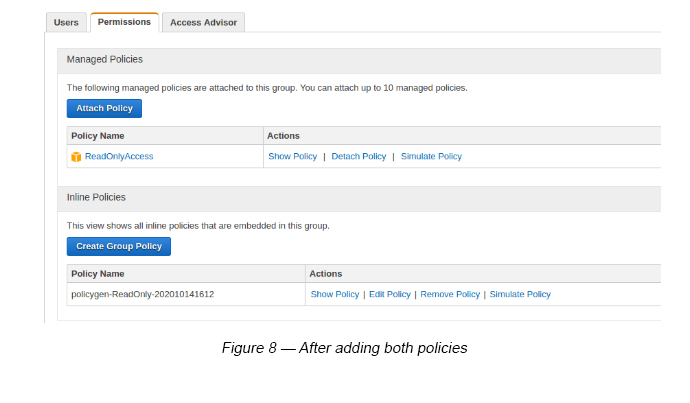 Users Permissions Access Advisor
Managed Policies
The following managed policies are attached to this group. You can attach up to 10 managed policies.
Attach Policy
Policy Name Actions
ReadOnlyAccess Show Policy | Detach Policy | Simulate Policy
Inline Policies
This view shows all inline policies that are embedded in this group.
Create Group Policy
Policy Name Actions
policygen-ReadOnly-202010141612 Show Policy | Edit Policy | Remove Policy | Simulate Policy
Figure 8 — After adding both policies